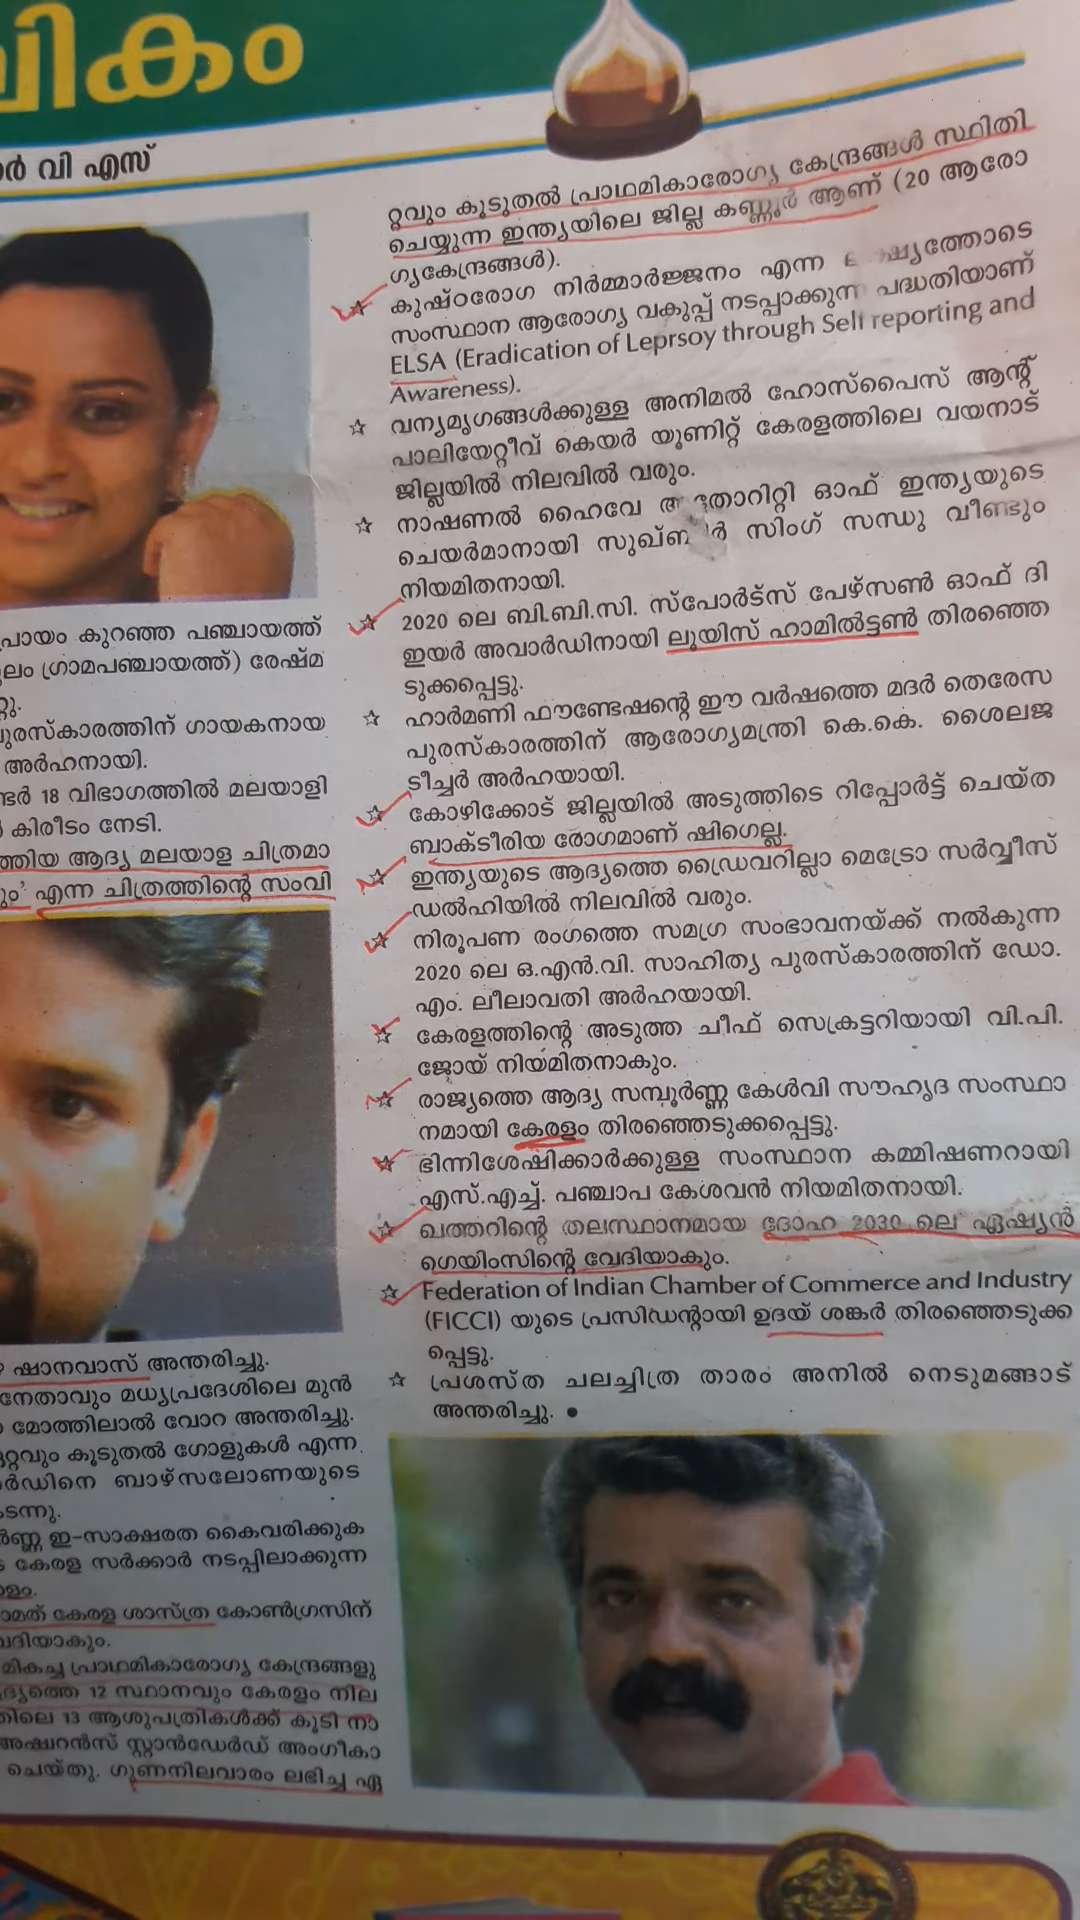 ികം
ർ വി എസ്
പ്രായം കുറഞ്ഞ പഞ്ചായത്ത്
ലം ഗ്രാമപഞ്ചായത്ത്) രേഷ്മ
റ്റു.
പുരസ്കാരത്തിന് ഗായകനായ
അർഹനായി.
ണ്ടർ 18 വിഭാഗത്തിൽ മലയാളി
കിരീടം നേടി.
ത്തിയ ആദ്യ മലയാള ചിത്രമാ
ും' എന്ന ചിത്രത്തിന്റെ സംവി
ഷാനവാസ് അന്തരിച്ചു.
നേതാവും മധ്യപ്രദേശിലെ മുൻ
മോത്തിലാൽ വോറ അന്തരിച്ചു.
റ്റവും കൂടുതൽ ഗോളുകൾ എന്ന
ർഡിനെ ബാഴ്സലോണയുടെ
ടന്നു.
ർണ്ണ ഇ-സാക്ഷരത കൈവരിക്കുക
കേരള സർക്കാർ നടപ്പിലാക്കുന്ന
ളം.
ാമത് കേരള ശാസ്ത്ര കോൺഗ്രസിന്
വദിയാകും.
മികച്ച പ്രാഥമികാരോഗ്യ കേന്ദ്രങ്ങളു
ദ്യത്തെ 12 സ്ഥാനവും കേരളം നില
ിലെ 13 ആശുപത്രികൾക്ക് കൂടി നാ
അഷ്വറൻസ് സ്റ്റാൻഡേർഡ് അംഗീകാ
ചെയ്തു. ഗുണനിലവാരം ലഭിച്ച ഏ
റ്റവും കൂടുതൽ പ്രാഥമികാരോഗ്യ കേന്ദ്രങ്ങൾ സ്ഥിതി
ചെയ്യുന്ന ഇന്ത്യയിലെ ജില്ല കണ്ണൂർ ആണ് (20 ആരോ
ഗ്യകേന്ദ്രങ്ങൾ).
☆ കുഷ്ഠരോഗ നിർമ്മാർജ്ജനം എന്ന
സംസ്ഥാന ആരോഗ്യ വകുപ്പ് നടപ്പാക്കുന്ന പദ്ധതിയാണ്
ELSA (Eradication of Leprsoy through Self reporting and
Awareness).
☆ വന്യമൃഗങ്ങൾക്കുള്ള അനിമൽ ഹോസ്പൈസ് ആന്റ്
പാലിയേറ്റീവ് കെയർ യൂണിറ്റ് കേരളത്തിലെ വയനാട്
ജില്ലയിൽ നിലവിൽ വരും.
☆ നാഷണൽ ഹൈവേ അതോറിറ്റി ഓഫ് ഇന്ത്യയുടെ
ചെയർമാനായി സുഖ്ബീർ സിംഗ് സന്ധു വീണ്ടും
നിയമിതനായി.
☆ 2020 ലെ ബി.ബി.സി. സ്പോർട്സ് പേഴ്സൺ ഓഫ് ദി
ഇയർ അവാർഡിനായി ലൂയിസ് ഹാമിൽട്ടൺ തിരഞ്ഞെ
ടുക്കപ്പെട്ടു.
☆ ഹാർമണി ഫൗണ്ടേഷന്റെ ഈ വർഷത്തെ മദർ തെരേസ
പുരസ്കാരത്തിന് ആരോഗ്യമന്ത്രി കെ.കെ. ശൈലജ
ടീച്ചർ അർഹയായി.
☆ കോഴിക്കോട് ജില്ലയിൽ അടുത്തിടെ റിപ്പോർട്ട് ചെയ്ത
ബാക്ടീരിയ രോഗമാണ് ഷിഗെല്ല.
☆ ഇന്ത്യയുടെ ആദ്യത്തെ ഡ്രൈവറില്ലാ മെട്രോ സർവ്വീസ്
ഡൽഹിയിൽ നിലവിൽ വരും.
☆ നിരൂപണ രംഗത്തെ സമഗ്ര സംഭാവനയ്ക്ക് നൽകുന്ന
2020 ലെ ഒ.എൻ.വി. സാഹിത്യ പുരസ്കാരത്തിന് ഡോ.
എം. ലീലാവതി അർഹയായി.
☆ കേരളത്തിന്റെ അടുത്ത ചീഫ് സെക്രട്ടറിയായി വി.പി.
ജോയ് നിയമിതനാകും.
☆ രാജ്യത്തെ ആദ്യ സമ്പൂർണ്ണ കേൾവി സൗഹൃദ സംസ്ഥാ
നമായി കേരളം തിരഞ്ഞെടുക്കപ്പെട്ടു.
☆ ഭിന്നിശേഷിക്കാർക്കുള്ള സംസ്ഥാന കമ്മിഷണറായി
എസ്.എച്ച്. പഞ്ചാപ കേശവൻ നിയമിതനായി.
☆ ഖത്തറിന്റെ തലസ്ഥാനമായ ദോഹ 2030 ലെ ഏഷ്യൻ
ഗെയിംസിന്റെ വേദിയാകും.
☆ Federation of Indian Chamber of Commerce and Industry
(FICCI) യുടെ പ്രസിഡന്റായി ഉദയ് ശങ്കർ തിരഞ്ഞെടുക്ക
പ്പെട്ടു.
☆ പ്രശസ്ത ചലച്ചിത്ര താരം അനിൽ നെടുമങ്ങാട്
അന്തരിച്ചു. ●